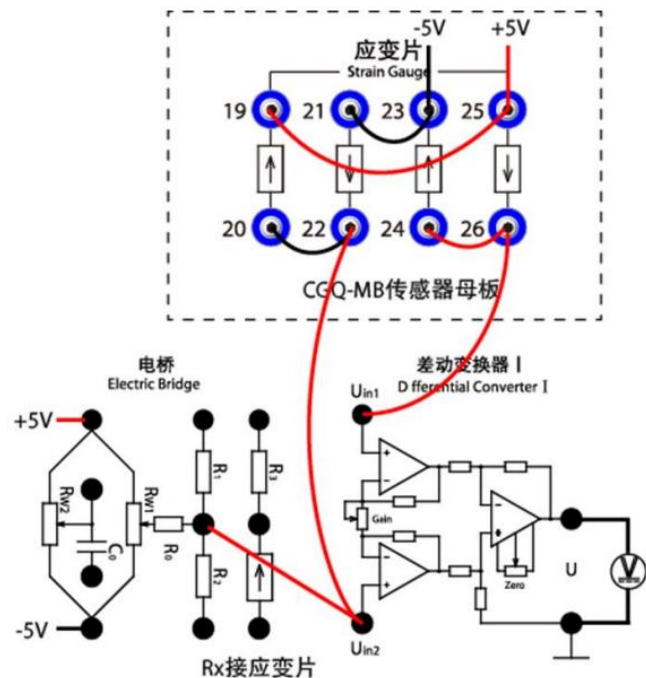 -5V +5V
应变片
Strain Gauge
19 21 23 25
20 22 24 26
CGQ-MB传感器母板
电桥
Electric Bridge
差动变换器 I
D fferential Converter I
Uin1
+5V
R1 R3
RW2 RW1
C0 R0
Gain
R2
Zero
U V
-5V
Uin2
Rx接应变片